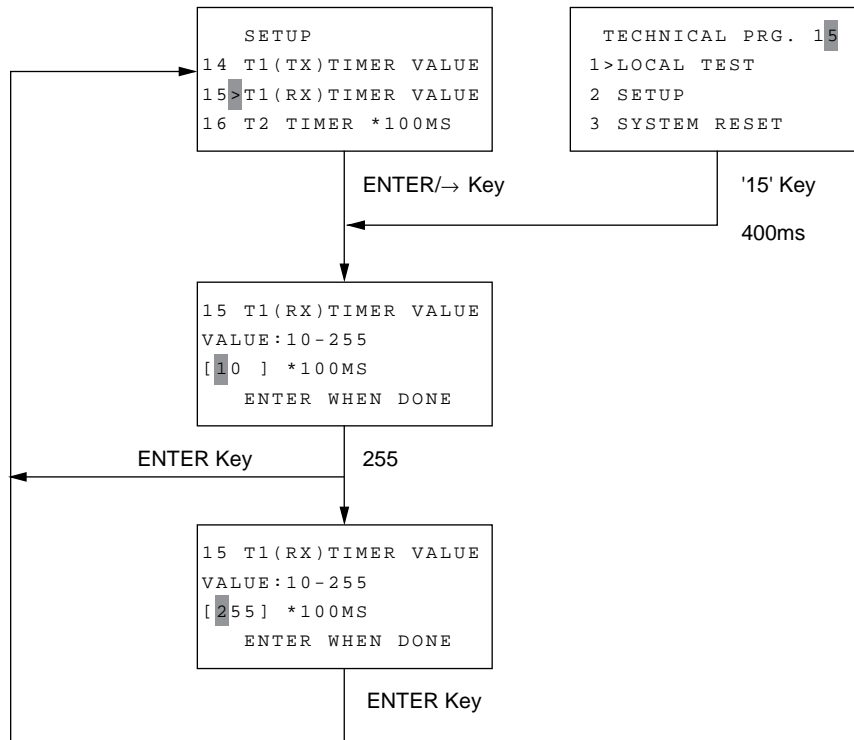 SETUP
14 T1(TX)TIMER VALUE
15>T1(RX)TIMER VALUE
16 T2 TIMER *100MS
TECHNICAL PRG. 15
1>LOCAL TEST
2 SETUP
3 SYSTEM RESET
ENTER/→ Key
'15' Key
400ms
15 T1(RX)TIMER VALUE
VALUE:10-255
[10 ] *100MS
ENTER WHEN DONE
ENTER Key
255
15 T1(RX)TIMER VALUE
VALUE:10-255
[255] *100MS
ENTER WHEN DONE
ENTER Key